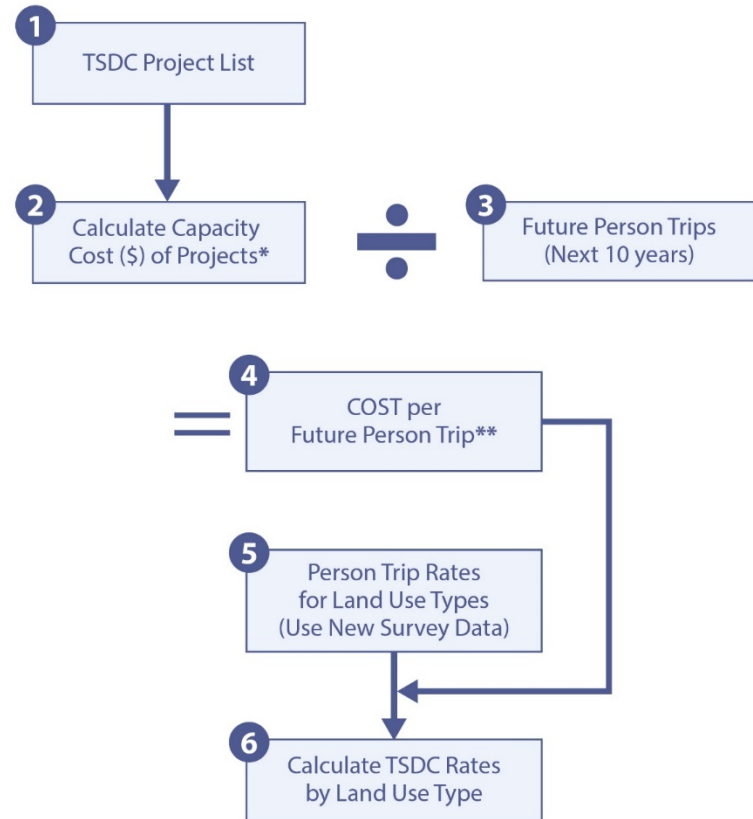 1
TSDC Project List
2
Calculate Capacity
Cost ($) of Projects*
÷
3
Future Person Trips
(Next 10 years)
=
4
COST per
Future Person Trip**
5
Person Trip Rates
for Land Use Types
(Use New Survey Data)
6
Calculate TSDC Rates
by Land Use Type